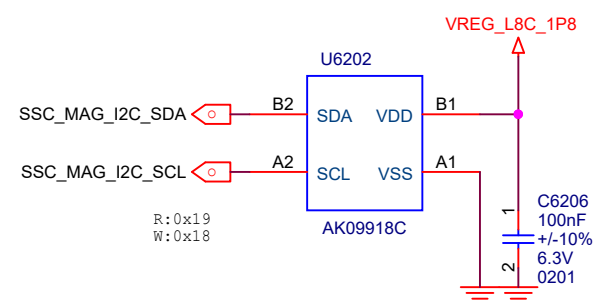 VREG_L8C_1P8
U6202
SSC_MAG_I2C_SDA B2 SDA VDD B1
SSC_MAG_I2C_SCL A2 SCL VSS A1
R:0x19
W:0x18
AK09918C
1
2
C6206
100nF
+/-10%
6.3V
0201